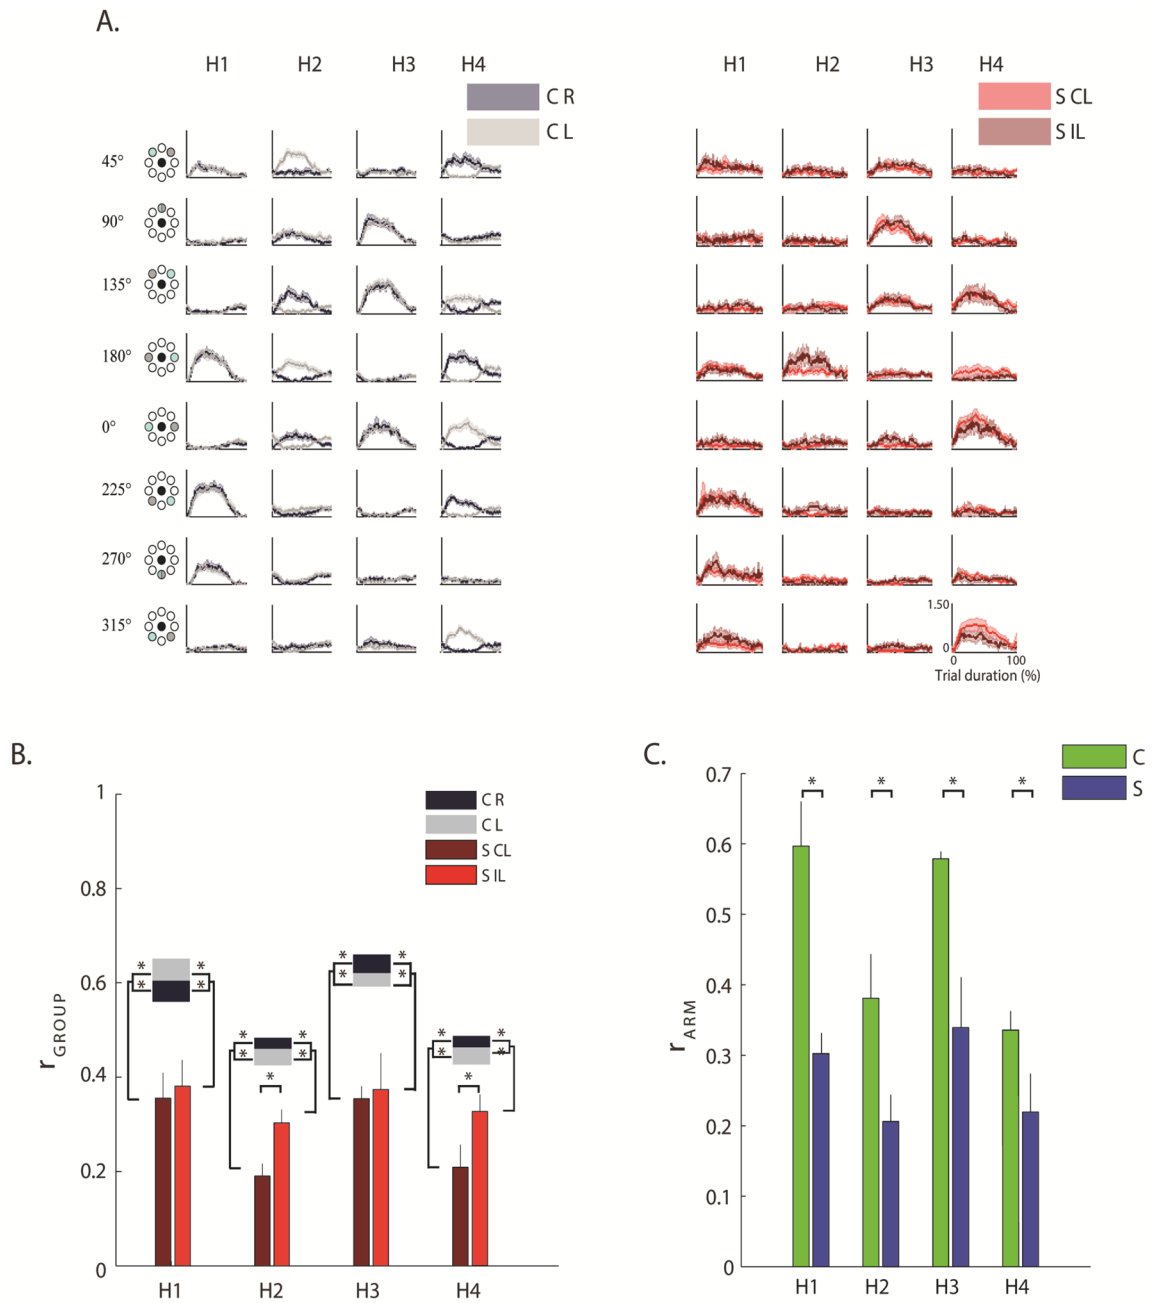 A.
H1 H2 H3 H4
C R
C L
H1 H2 H3 H4
S CL
S IL
45°
90°
135°
180°
0°
225°
270°
315°
1.50
0
0 100
Trial duration (%)
B.
1
0.8
0.6
0.4
0.2
0
r GROUP
C R
C L
S CL
S IL
* * * *
* * * *
* * * *
* * * *
* *
H1 H2 H3 H4
C.
C
S
0.7
0.6
0.5
0.4
0.3
0.2
0.1
0
r ARM
* * * *
H1 H2 H3 H4